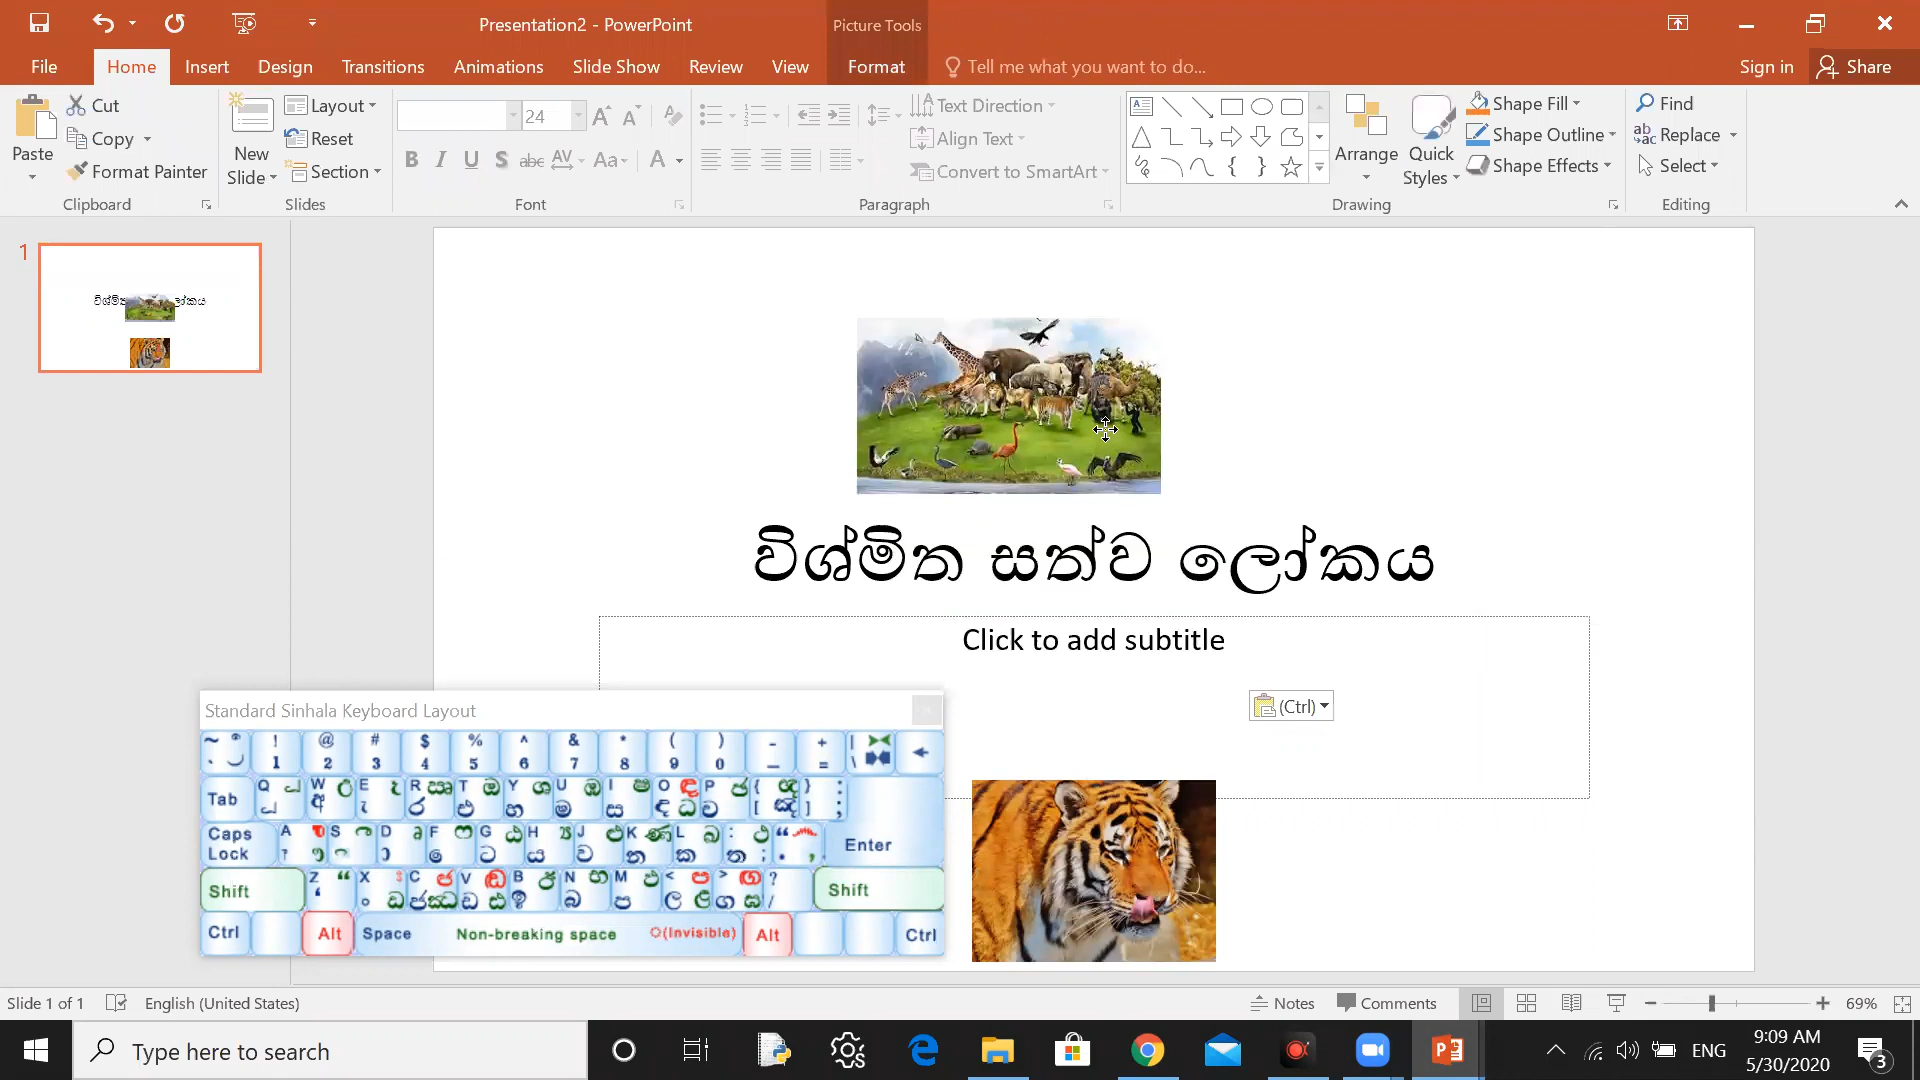 Presentation2 - PowerPoint
Picture Tools
File
Home
Insert
Design
Transitions
Animations
Slide Show
Review
View
Format
Tell me what you want to do...
Sign in
Share
Paste
Cut
Copy
Format Painter
Clipboard
New
Slide
Layout
Reset
Section
Slides
24
Font
Text Direction
Align Text
Convert to SmartArt
Paragraph
Arrange
Quick
Styles
Shape Fill
Shape Outline
Shape Effects
Drawing
Find
Replace
Select
Editing
1
විශ්මිත සත්ව ලෝකය
Click to add subtitle
(Ctrl)
Standard Sinhala Keyboard Layout
Tab
Caps
Lock
Enter
Shift
Shift
Ctrl
Alt
Space
Non-breaking space
(Invisible)
Alt
Ctrl
Slide 1 of 1
English (United States)
Notes
Comments
69%
Type here to search
ENG
9:09 AM
5/30/2020
3